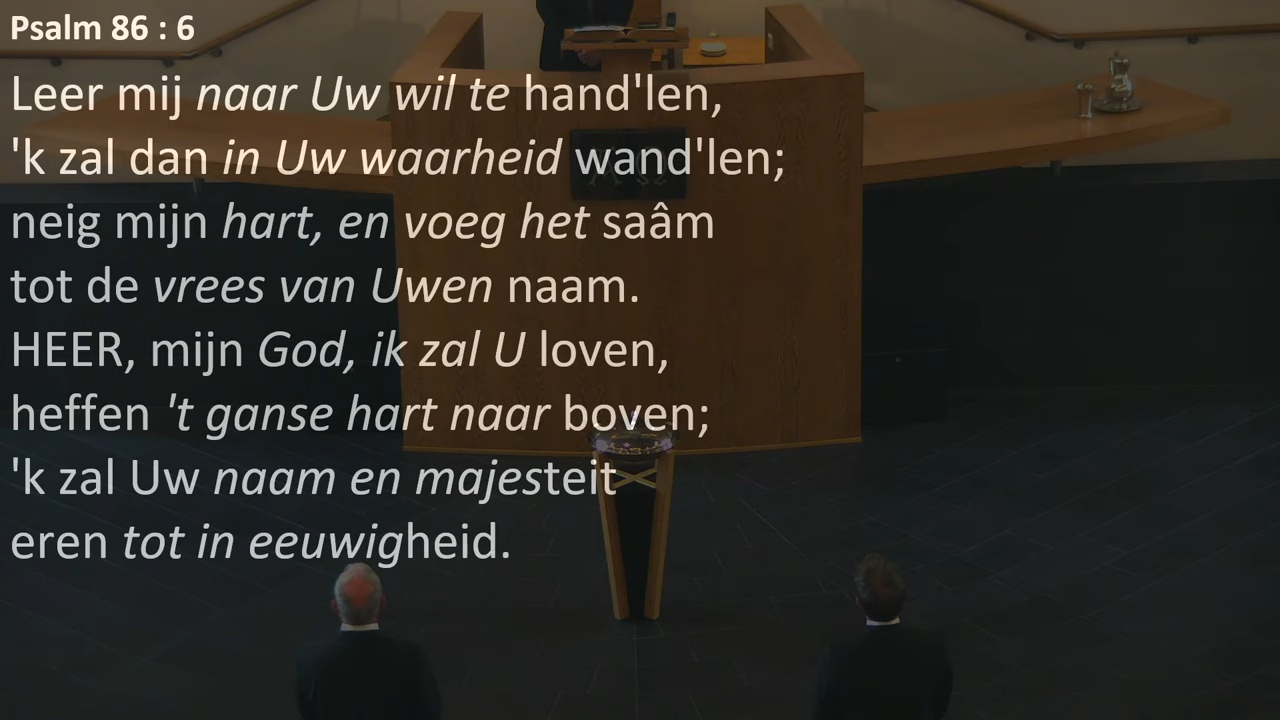 Psalm 86 : 6
Leer mij naar Uw wil te hand'len,
'k zal dan in Uw waarheid wand'len;
neig mijn hart, en voeg het saâm
tot de vrees van Uwen naam.
HEER, mijn God, ik zal U loven,
heffen 't ganse hart naar boven;
'k zal Uw naam en majesteit
eren tot in eeuwigheid.